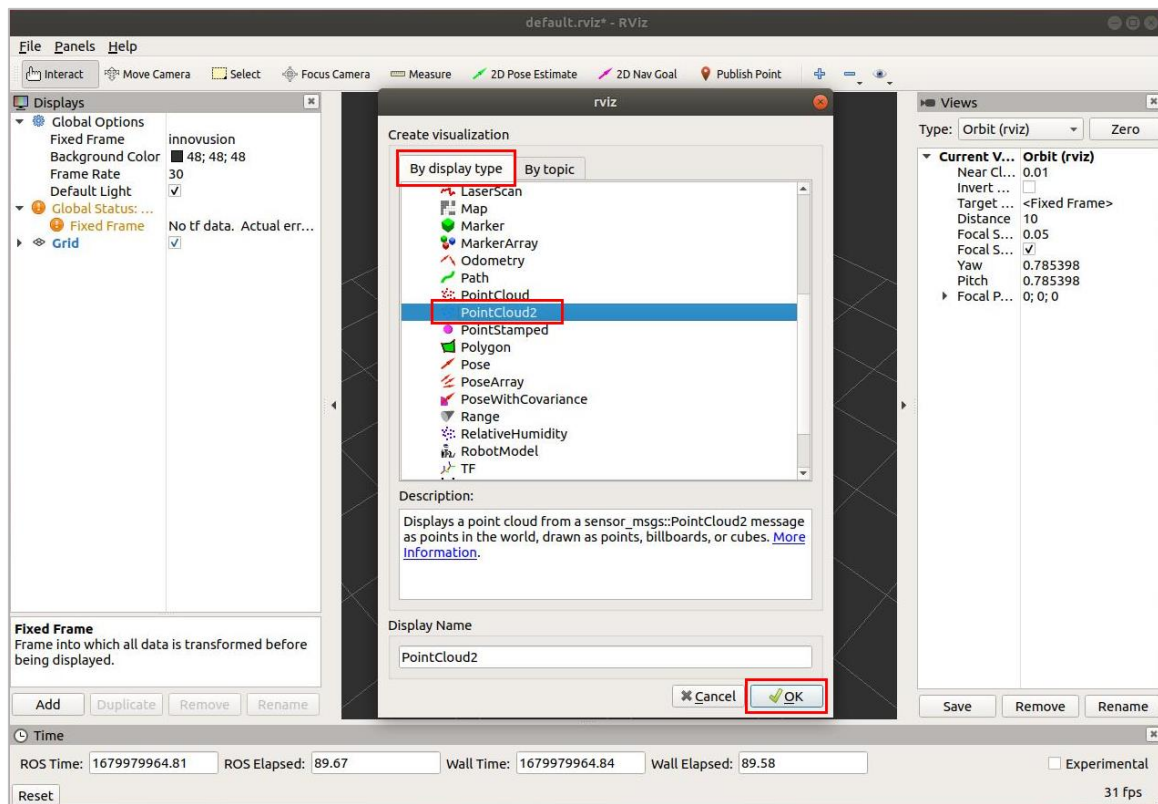 default.rviz* - RViz
File Panels Help
Interact Move Camera Select Focus Camera Measure 2D Pose Estimate 2D Nav Goal Publish Point
Displays
Global Options
Fixed Frame innovusion
Background Color 48; 48; 48
Frame Rate 30
Default Light
Global Status: ...
Fixed Frame No tf data. Actual err...
Grid
Fixed Frame
Frame into which all data is transformed before
being displayed.
Add Duplicate Remove Rename
rviz
Create visualization
By display type By topic
LaserScan
Map
Marker
MarkerArray
Odometry
Path
PointCloud
PointCloud2
PointStamped
Polygon
Pose
PoseArray
PoseWithCovariance
Range
RelativeHumidity
RobotModel
TF
Description:
Displays a point cloud from a sensor_msgs::PointCloud2 message
as points in the world, drawn as points, billboards, or cubes. More
Information.
Display Name
PointCloud2
Cancel OK
Views
Type: Orbit (rviz) Zero
Current V... Orbit (rviz)
Near Cl... 0.01
Invert ...
Target ... <Fixed Frame>
Distance 10
Focal S... 0.05
Focal S...
Yaw 0.785398
Pitch 0.785398
Focal P... 0; 0; 0
Save Remove Rename
Time
ROS Time: 1679979964.81 ROS Elapsed: 89.67 Wall Time: 1679979964.84 Wall Elapsed: 89.58 Experimental
Reset 31 fps